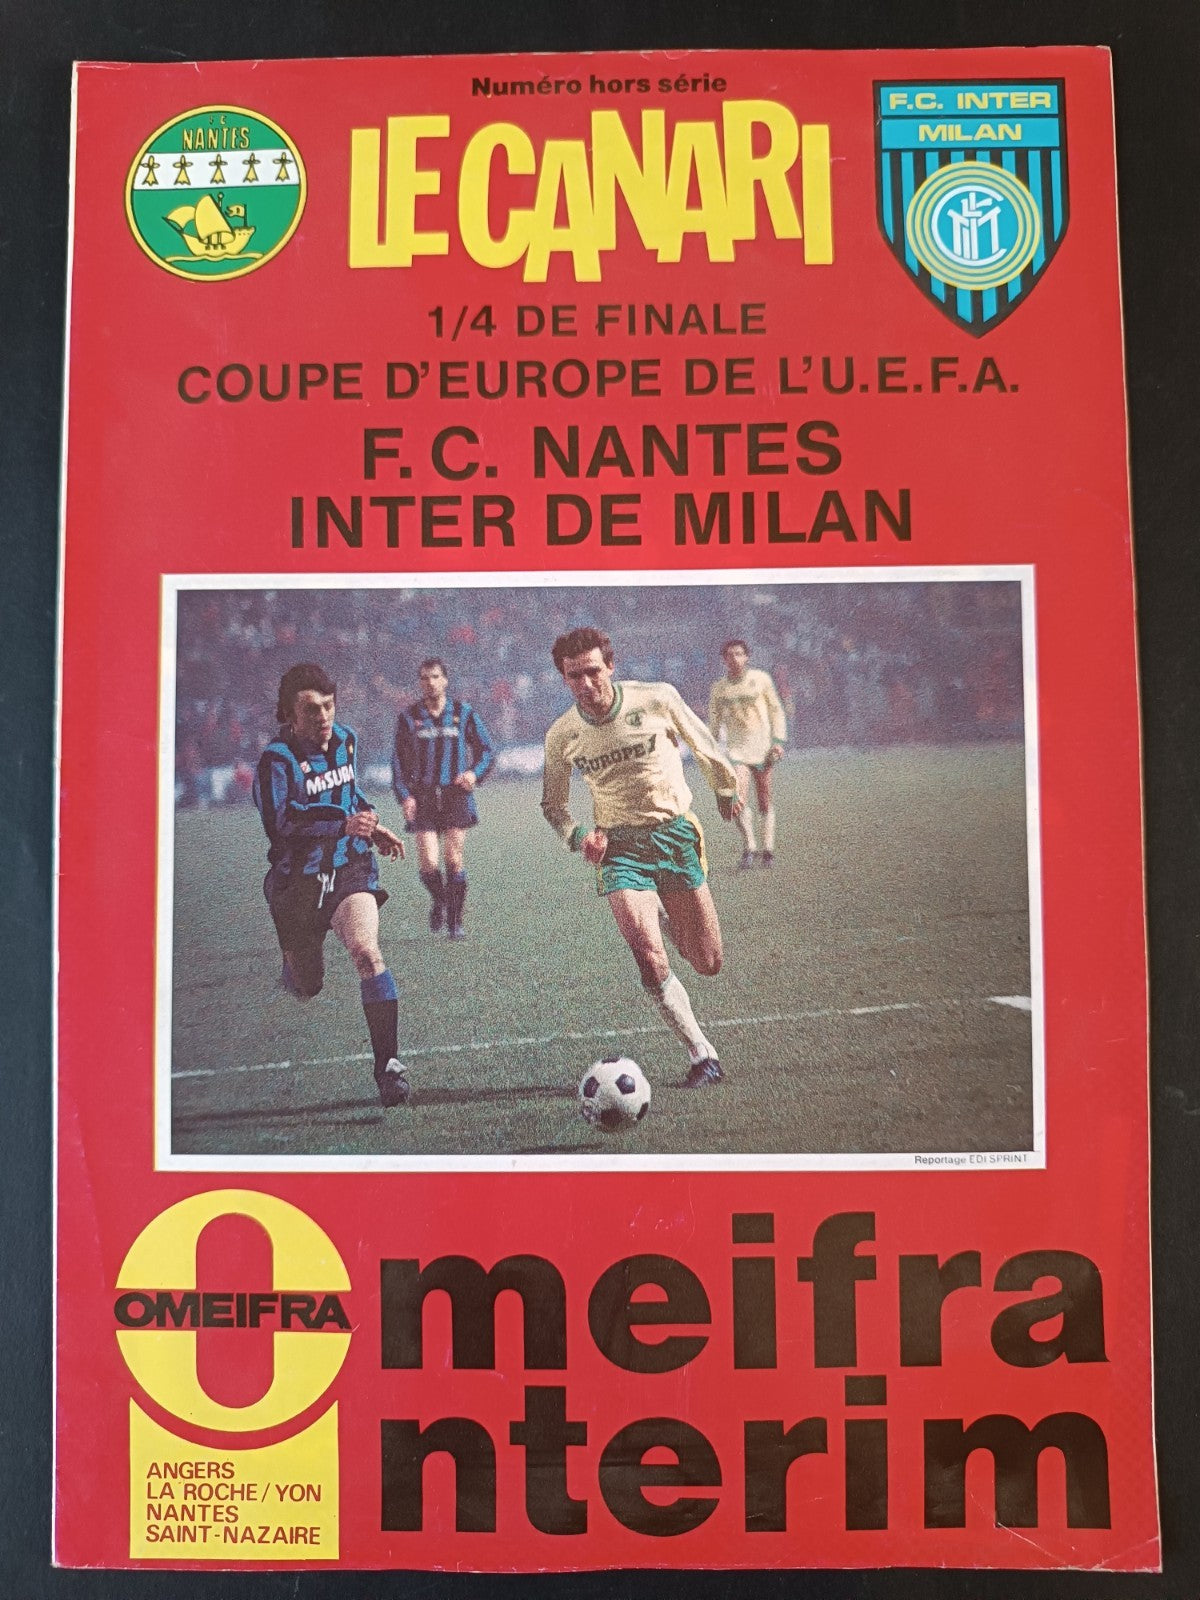 Numéro hors série
F.C.
NANTES
LE CANARI
F.C. INTER
MILAN
1/4 DE FINALE
COUPE D'EUROPE DE L'U.E.F.A.
F.C. NANTES
INTER DE MILAN
MISURA
EUROPE 1
Reportage EDI SPRINT
OMEIFRA
meifra
nterim
ANGERS
LA ROCHE/YON
NANTES
SAINT-NAZAIRE